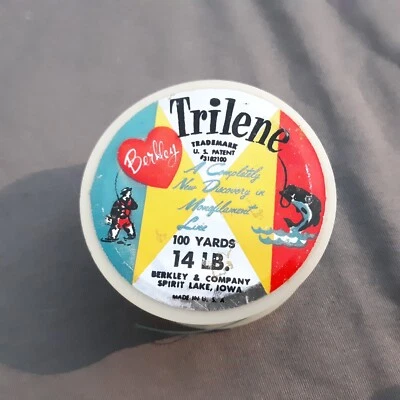 Trilene
TRADEMARK
U. S. PATENT
#3182100
Berkley
A Completely
New Discovery in
Monofilament
Line
100 YARDS
14 LB.
BERKLEY & COMPANY
SPIRIT LAKE, IOWA
MADE IN U. S. A